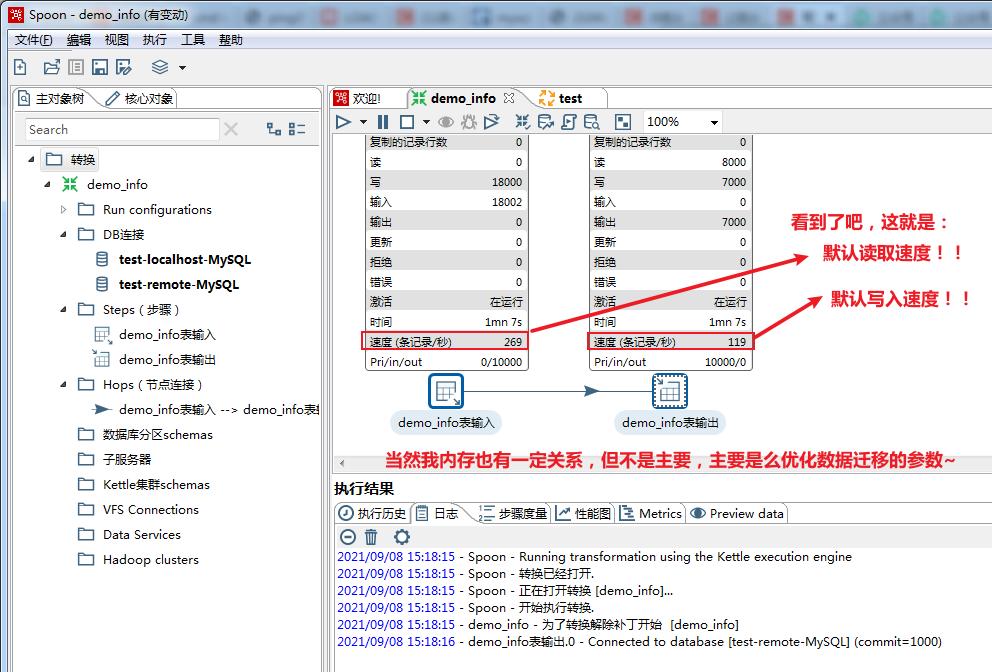 Spoon - demo_info (有变动)
文件(F) 编辑 视图 执行 工具 帮助
主对象树 核心对象
Search
转换
demo_info
Run configurations
DB连接
test-localhost-MySQL
test-remote-MySQL
Steps ( 步骤 )
demo_info表输入
demo_info表输出
Hops ( 节点连接 )
demo_info表输入 --> demo_info表
数据库分区schemas
子服务器
Kettle集群schemas
VFS Connections
Data Services
Hadoop clusters
欢迎! demo_info test
100%
复制的记录行数 0 复制的记录行数 0
读 0 读 8000
写 18000 写 7000
输入 18002 输入 0
输出 0 输出 7000
更新 0 更新 0
拒绝 0 拒绝 0
错误 0 错误 0
激活 在运行 激活 在运行
时间 1mn 7s 时间 1mn 7s
速度 (条记录/秒) 269 速度 (条记录/秒) 119
Pri/in/out 0/10000 Pri/in/out 10000/0
看到了吧，这就是：
默认读取速度！！
默认写入速度！！
demo_info表输入 demo_info表输出
当然我内存也有一定关系，但不是主要，主要是么优化数据迁移的参数~
执行结果
执行历史 日志 步骤度量 性能图 Metrics Preview data
2021/09/08 15:18:15 - Spoon - Running transformation using the Kettle execution engine
2021/09/08 15:18:15 - Spoon - 转换已经打开.
2021/09/08 15:18:15 - Spoon - 正在打开转换 [demo_info]...
2021/09/08 15:18:15 - Spoon - 开始执行转换.
2021/09/08 15:18:15 - demo_info - 为了转换解除补丁开始  [demo_info]
2021/09/08 15:18:16 - demo_info表输出.0 - Connected to database [test-remote-MySQL] (commit=1000)